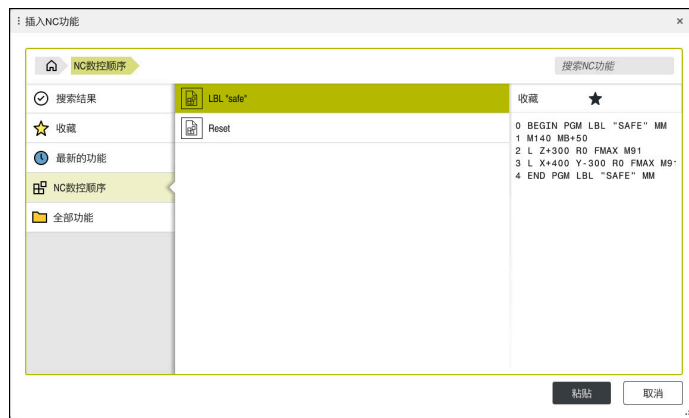 插入NC功能
NC数控顺序
搜索NC功能
搜索结果
收藏
最新的功能
NC数控顺序
全部功能
LBL "safe"
Reset
收藏
0 BEGIN PGM LBL "SAFE" MM
1 M140 MB+50
2 L Z+300 R0 FMAX M91
3 L X+400 Y-300 R0 FMAX M91
4 END PGM LBL "SAFE" MM
粘贴
取消